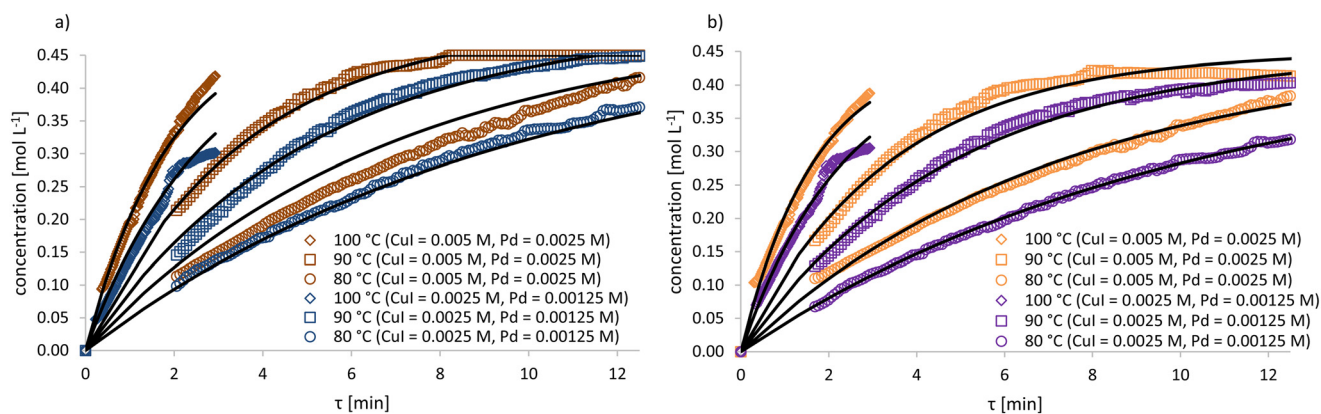 a)
concentration [mol L⁻¹]
0.45
0.40
0.35
0.30
0.25
0.20
0.15
0.10
0.05
0.00
100 °C (CuI = 0.005 M, Pd = 0.0025 M)
90 °C (CuI = 0.005 M, Pd = 0.0025 M)
80 °C (CuI = 0.005 M, Pd = 0.0025 M)
100 °C (CuI = 0.0025 M, Pd = 0.00125 M)
90 °C (CuI = 0.0025 M, Pd = 0.00125 M)
80 °C (CuI = 0.0025 M, Pd = 0.00125 M)
0 2 4 6 8 10 12
τ [min]
b)
concentration [mol L⁻¹]
0.45
0.40
0.35
0.30
0.25
0.20
0.15
0.10
0.05
0.00
100 °C (CuI = 0.005 M, Pd = 0.0025 M)
90 °C (CuI = 0.005 M, Pd = 0.0025 M)
80 °C (CuI = 0.005 M, Pd = 0.0025 M)
100 °C (CuI = 0.0025 M, Pd = 0.00125 M)
90 °C (CuI = 0.0025 M, Pd = 0.00125 M)
80 °C (CuI = 0.0025 M, Pd = 0.00125 M)
0 2 4 6 8 10 12
τ [min]